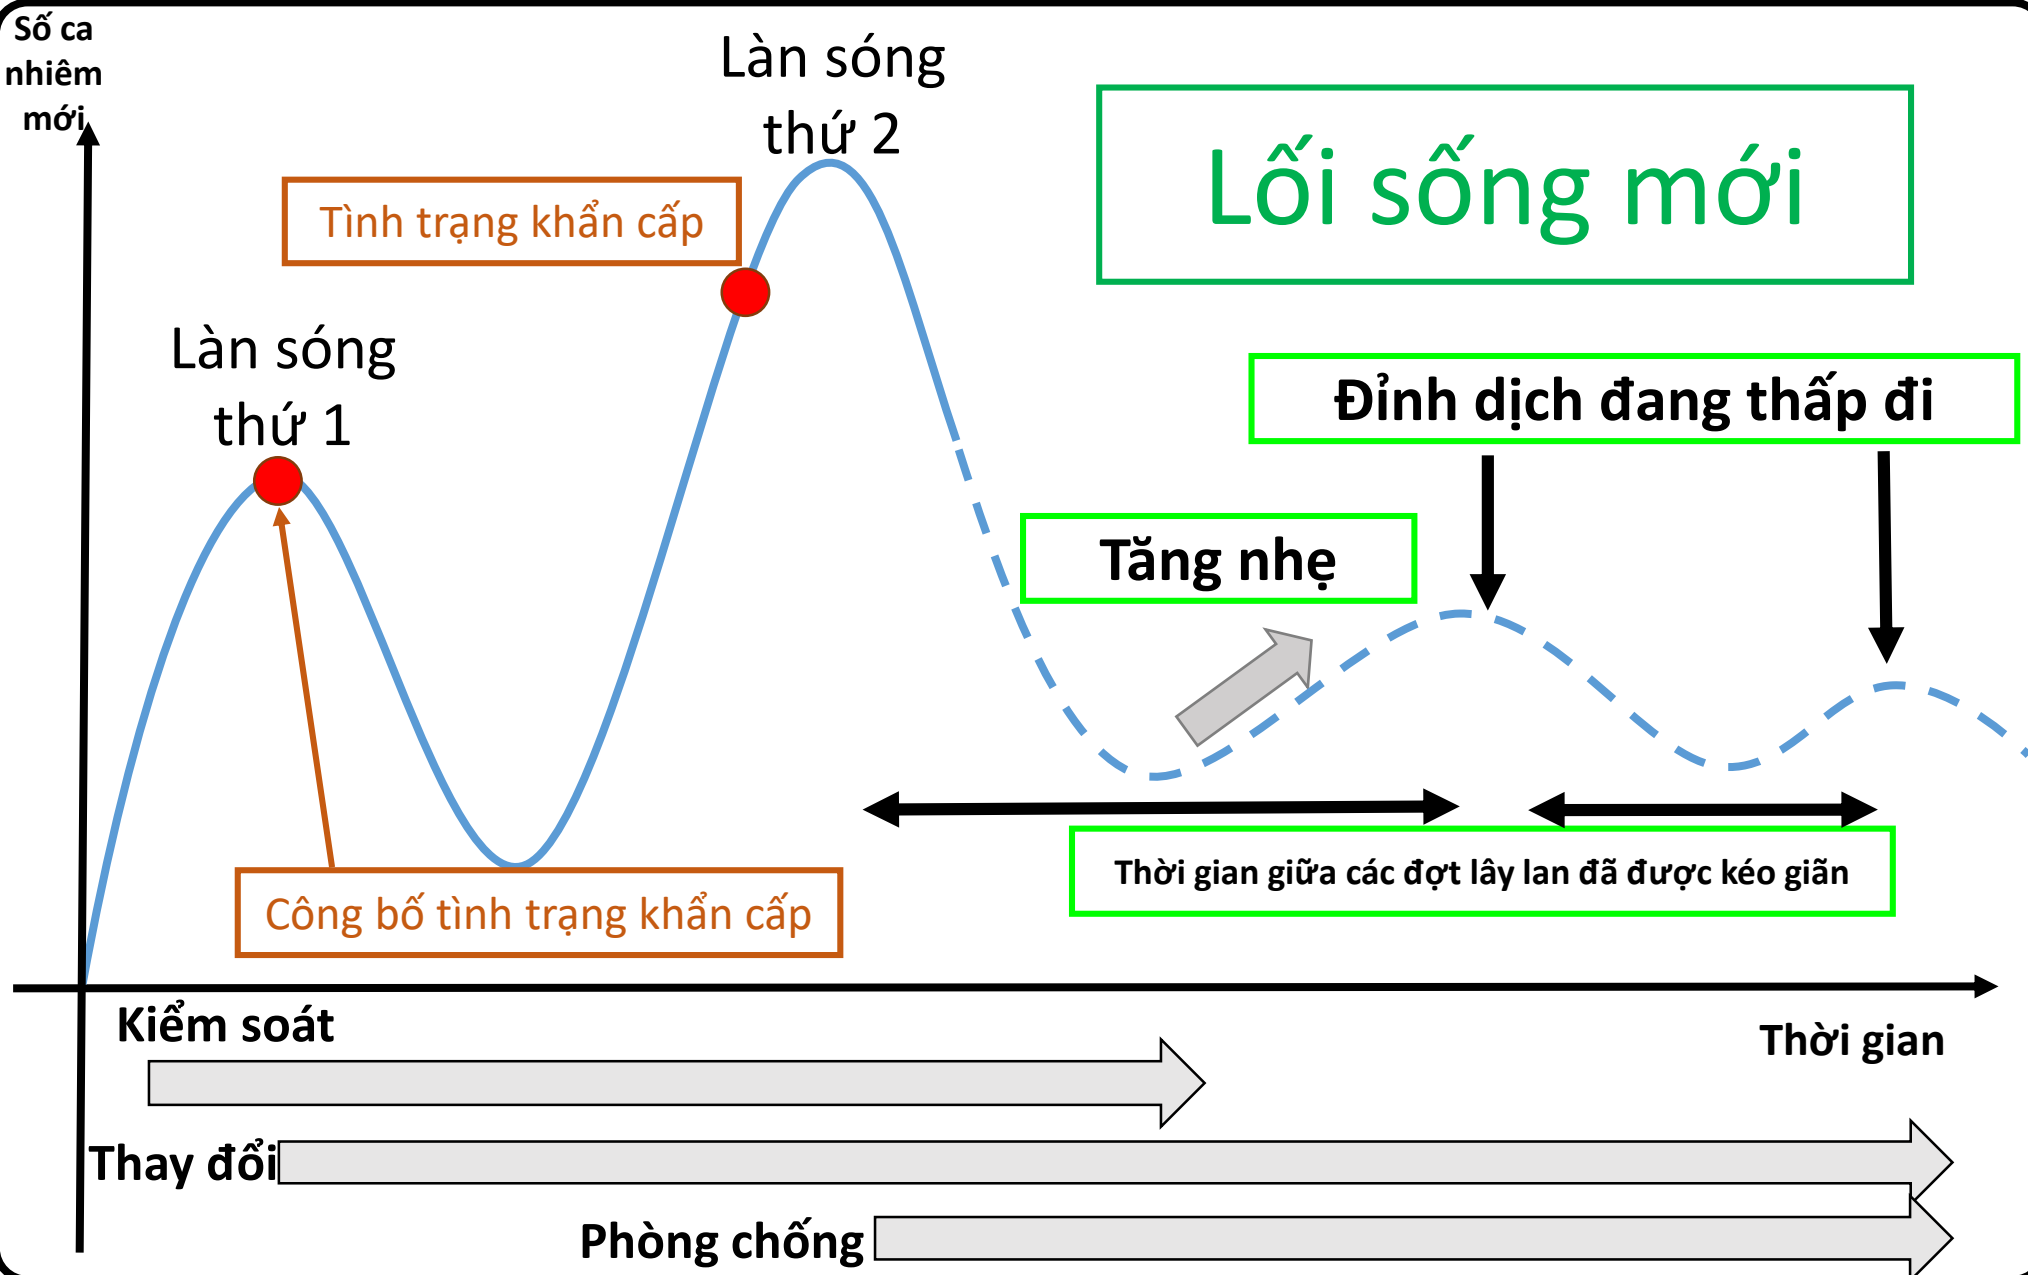 Số ca
nhiêm
mới
Làn sóng
thứ 2
Lối sống mới
Tình trạng khẩn cấp
Làn sóng
thứ 1
Đỉnh dịch đang thấp đi
Tăng nhẹ
Thời gian giữa các đợt lây lan đã được kéo giãn
Công bố tình trạng khẩn cấp
Kiểm soát
Thời gian
Thay đổi
Phòng chống